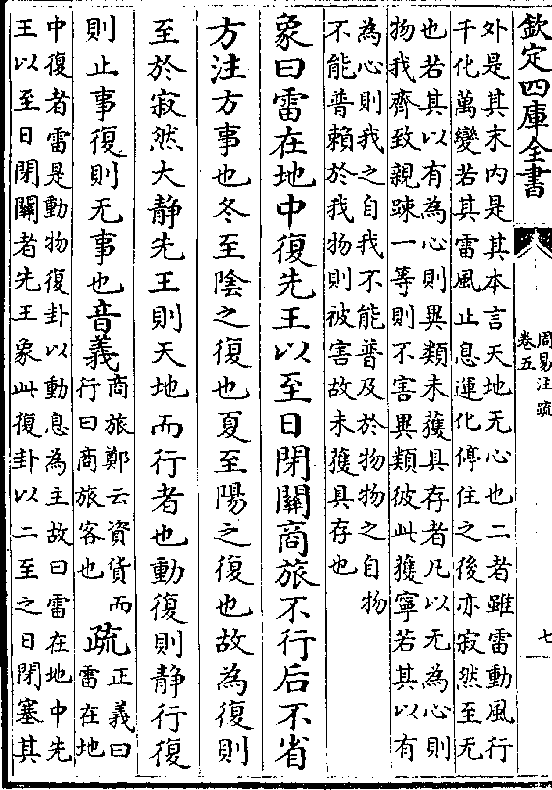 欽定四庫全書
周易注疏
卷五
七
外是其末内是其本言天地无心也二者雖雷動風行
千化萬變若其雷風止息運化停住之後亦寂然至无
也若其以有為心則異類未獲具存者凡以无為心則
物我齊致親踈一等則不害異類彼此獲寧若其以有
為心則我之自我不能普及於物物之自物
不能普賴於我物則被害故未獲具存也
象曰雷在地中復先王以至日閉關商旅不行后不省
方注方事也冬至陰之復也夏至陽之復也故為復則
至於寂然大静先王則天地而行者也動復則静行復
則止事復則无事也音義商旅鄭云資貨而
行曰商旅客也疏正義曰
雷在地
中復者雷是動物復卦以動息為主故曰雷在地中先
王以至日閉關者先王象此復卦以二至之日閉塞其